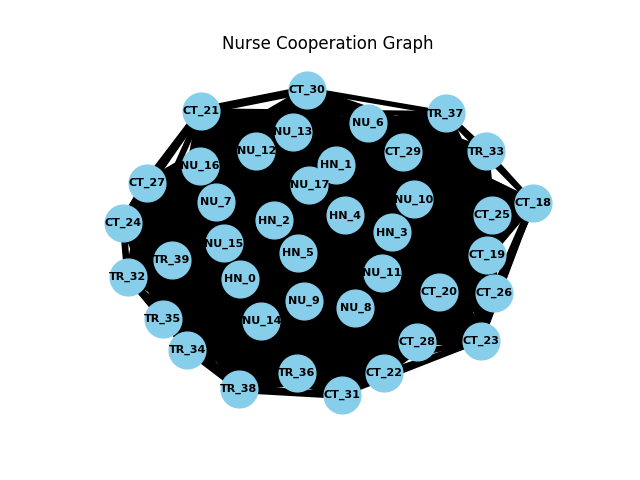 Nurse Cooperation Graph
CT_30
CT_21
TR_37
NU_6
NU_13
NU_12
CT_29
TR_33
NU_16
HN_1
CT_27
NU_17
NU_7
NU_10
CT_18
CT_25
HN_4
HN_2
CT_24
HN_3
NU_15
HN_5
CT_19
TR_39
NU_11
TR_32
HN_0
CT_20
CT_26
NU_9
NU_8
TR_35
NU_14
CT_23
CT_28
TR_34
TR_36
CT_22
TR_38
CT_31